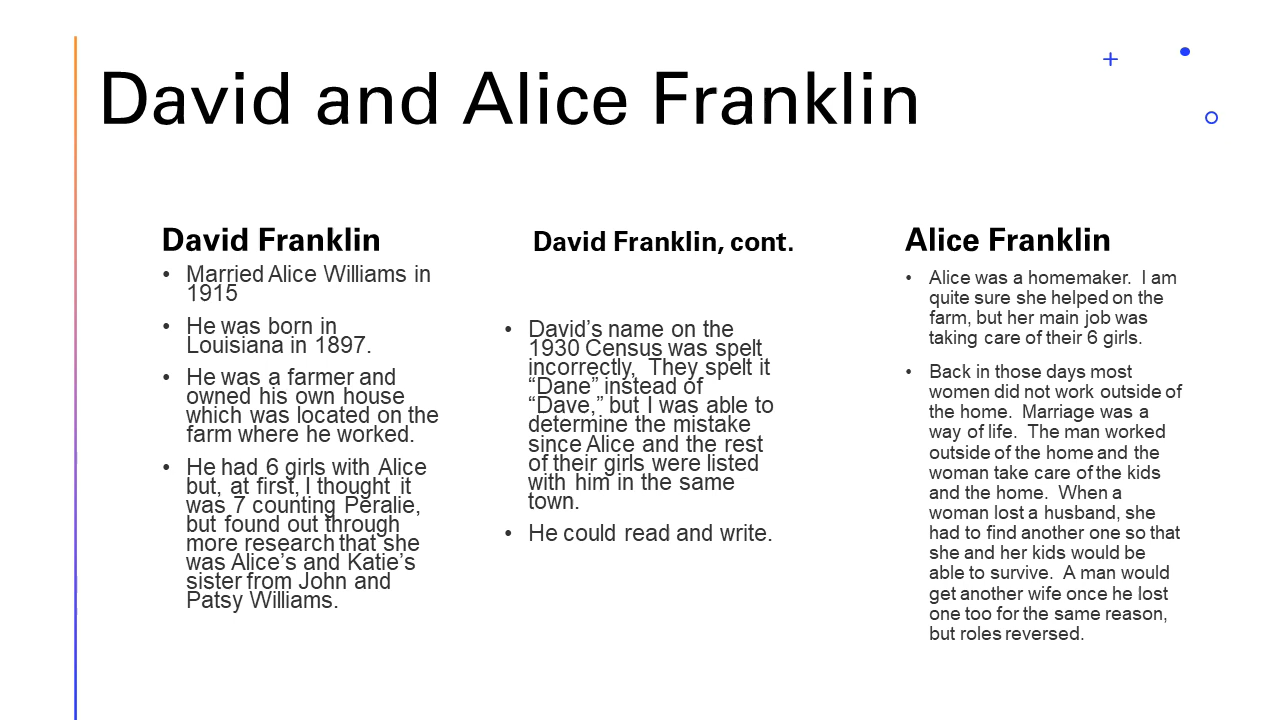 David and Alice Franklin
David Franklin
• Married Alice Williams in
1915
• He was born in
Louisiana in 1897.
• He was a farmer and
owned his own house
which was located on the
farm where he worked.
• He had 6 girls with Alice
but, at first, I thought it
was 7 counting Peralie,
but found out through
more research that she
was Alice’s and Katie’s
sister from John and
Patsy Williams.
David Franklin, cont.
• David’s name on the
1930 Census was spelt
incorrectly,  They spelt it
“Dane” instead of
“Dave,” but I was able to
determine the mistake
since Alice and the rest
of their girls were listed
with him in the same
town.
• He could read and write.
Alice Franklin
• Alice was a homemaker.  I am
quite sure she helped on the
farm, but her main job was
taking care of their 6 girls.
• Back in those days most
women did not work outside of
the home.  Marriage was a
way of life.  The man worked
outside of the home and the
woman take care of the kids
and the home.  When a
woman lost a husband, she
had to find another one so that
she and her kids would be
able to survive.  A man would
get another wife once he lost
one too for the same reason,
but roles reversed.